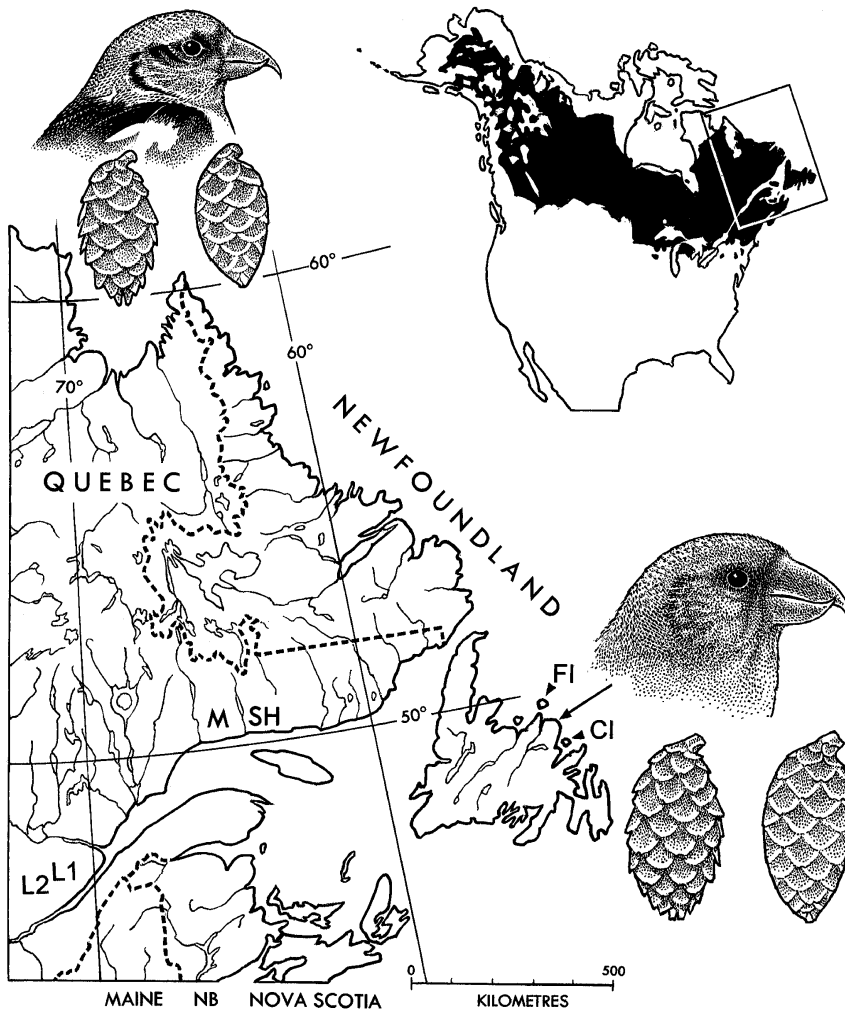 60°
60°
70°
QUEBEC
NEWFOUNDLAND
FI
M SH
50°
CI
L2 L1
0 500
MAINE NB NOVA SCOTIA KILOMETRES